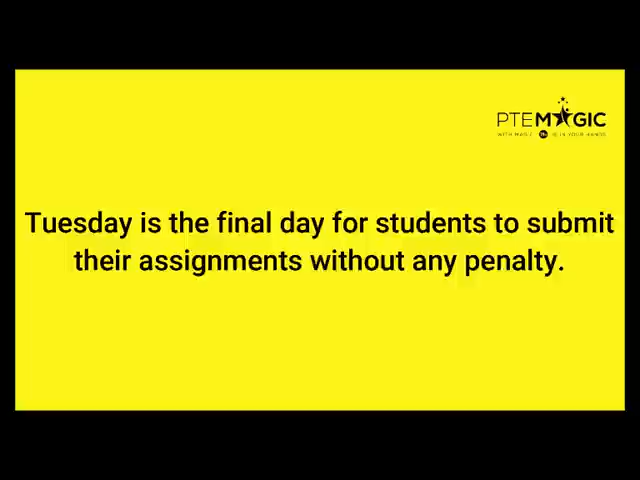 PTEMAGIC
Tuesday is the final day for students to submit
their assignments without any penalty.